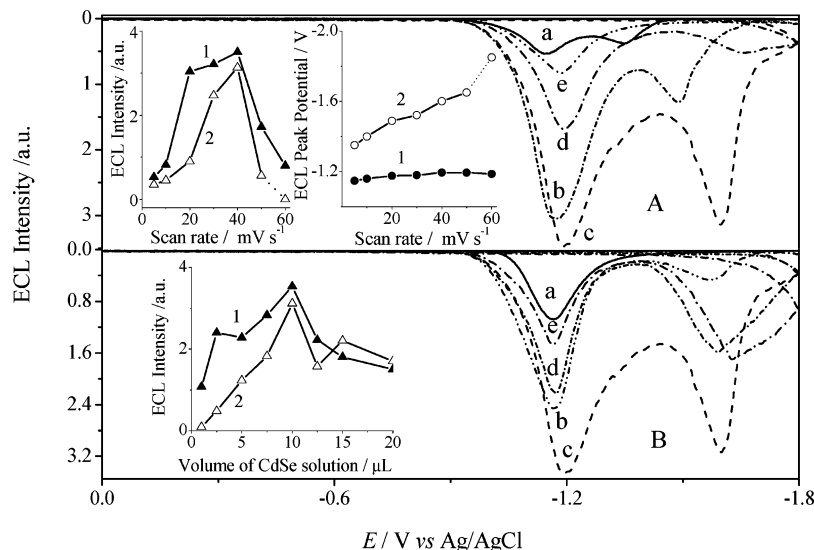 0
1
2
3
ECL Intensity /a.u.
4
2
0
ECL Intensity /a.u.
1
2
0 20 40 60
Scan rate / mV s-1
-2.0
-1.6
-1.2
ECL Peak Potential / V
2
1
0 20 40 60
Scan rate / mV s-1
a
e
d
b
c
A
0.0
0.8
1.6
2.4
3.2
4
2
0
ECL Intensity /a.u.
1
2
0 5 10 15 20
Volume of CdSe solution / μL
a
e
d
b
c
B
0.0 -0.6 -1.2 -1.8
E / V vs Ag/AgCl